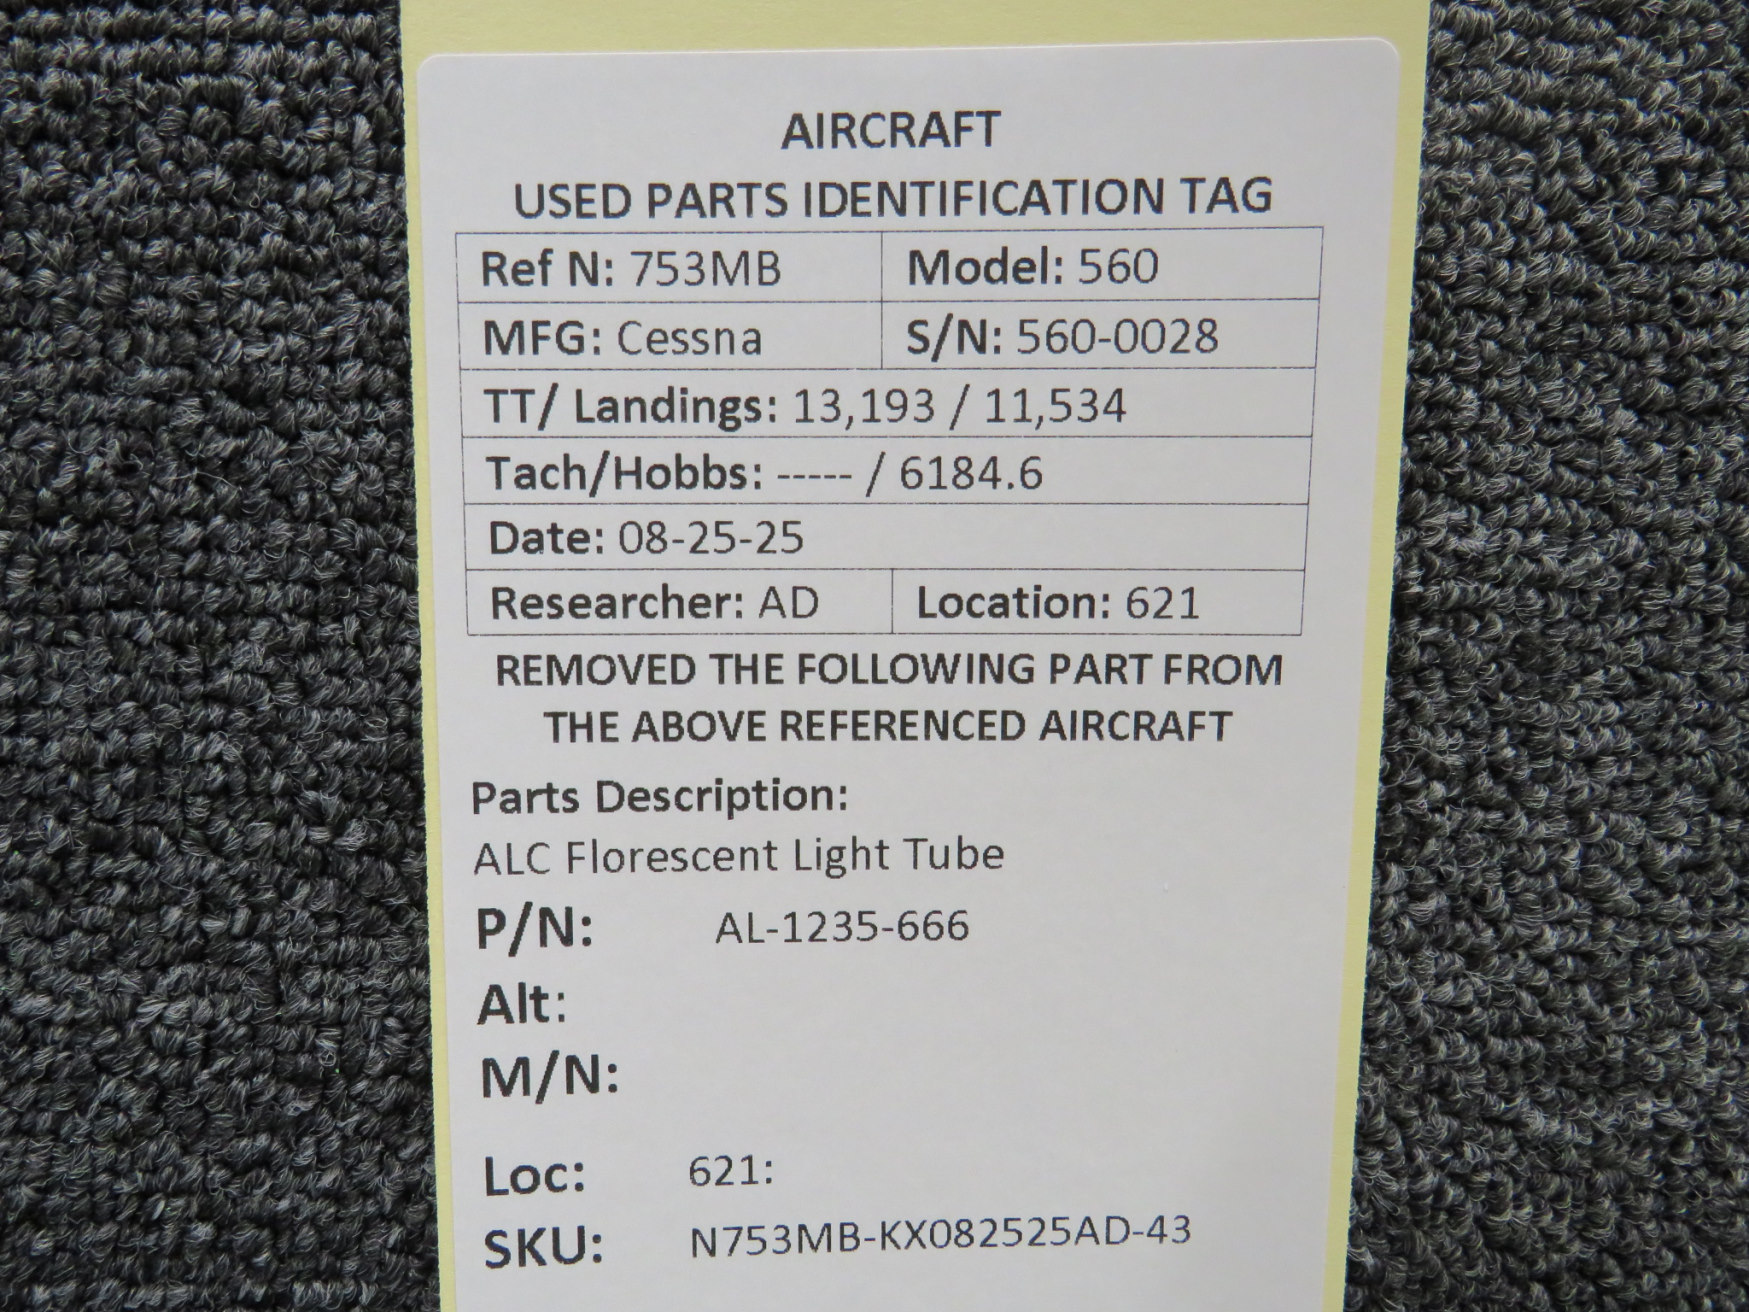 AIRCRAFT
USED PARTS IDENTIFICATION TAG
Ref N: 753MB Model: 560
MFG: Cessna S/N: 560-0028
TT/ Landings: 13,193 / 11,534
Tach/Hobbs: ----- / 6184.6
Date: 08-25-25
Researcher: AD Location: 621
REMOVED THE FOLLOWING PART FROM
THE ABOVE REFERENCED AIRCRAFT
Parts Description:
ALC Florescent Light Tube
P/N: AL-1235-666
Alt:
M/N:
Loc: 621:
SKU: N753MB-KX082525AD-43